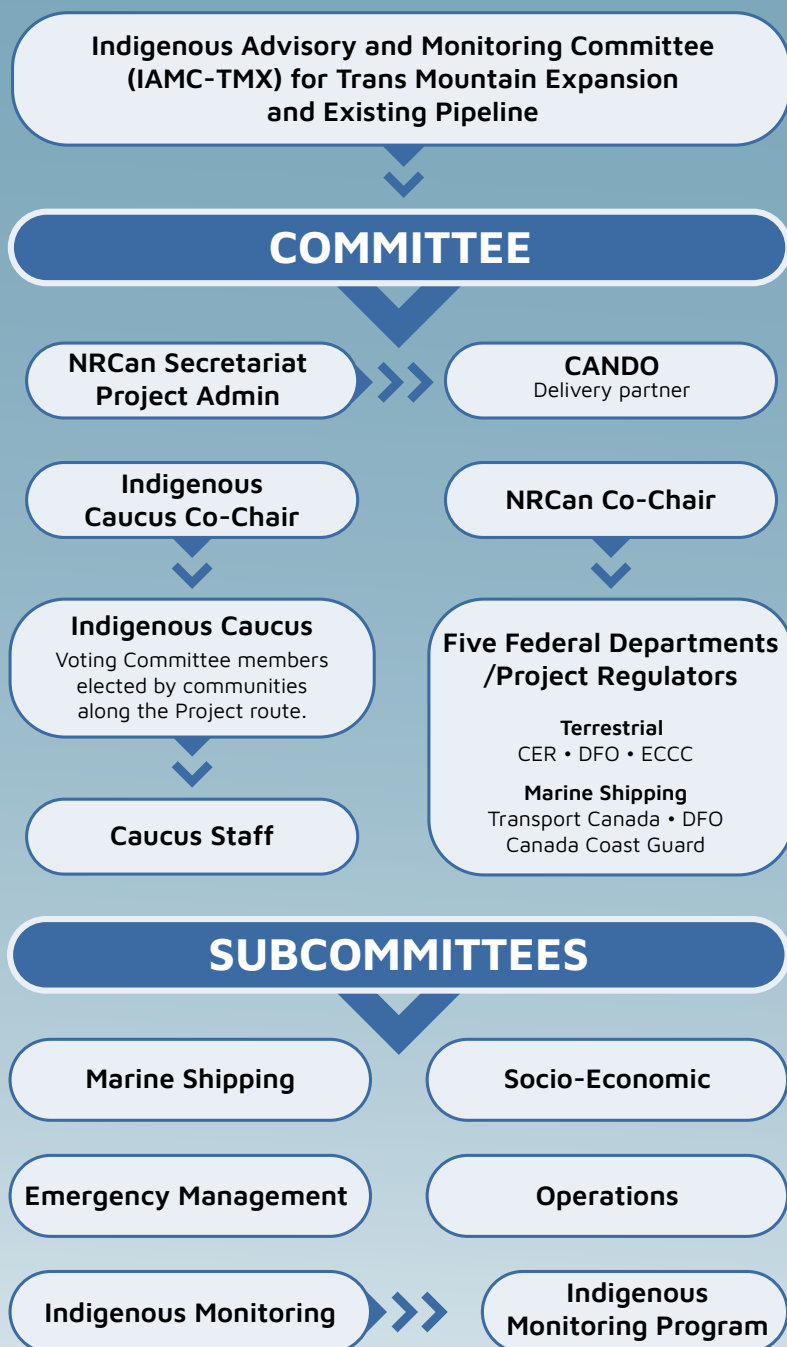 Indigenous Advisory and Monitoring Committee
(IAMC-TMX) for Trans Mountain Expansion
and Existing Pipeline
COMMITTEE
NRCan Secretariat
Project Admin
CANDO
Delivery partner
Indigenous
Caucus Co-Chair
NRCan Co-Chair
Indigenous Caucus
Voting Committee members
elected by communities
along the Project route.
Five Federal Departments
/Project Regulators
Terrestrial
CER • DFO • ECCC
Marine Shipping
Transport Canada • DFO
Canada Coast Guard
Caucus Staff
SUBCOMMITTEES
Marine Shipping
Socio-Economic
Emergency Management
Operations
Indigenous Monitoring
Indigenous
Monitoring Program